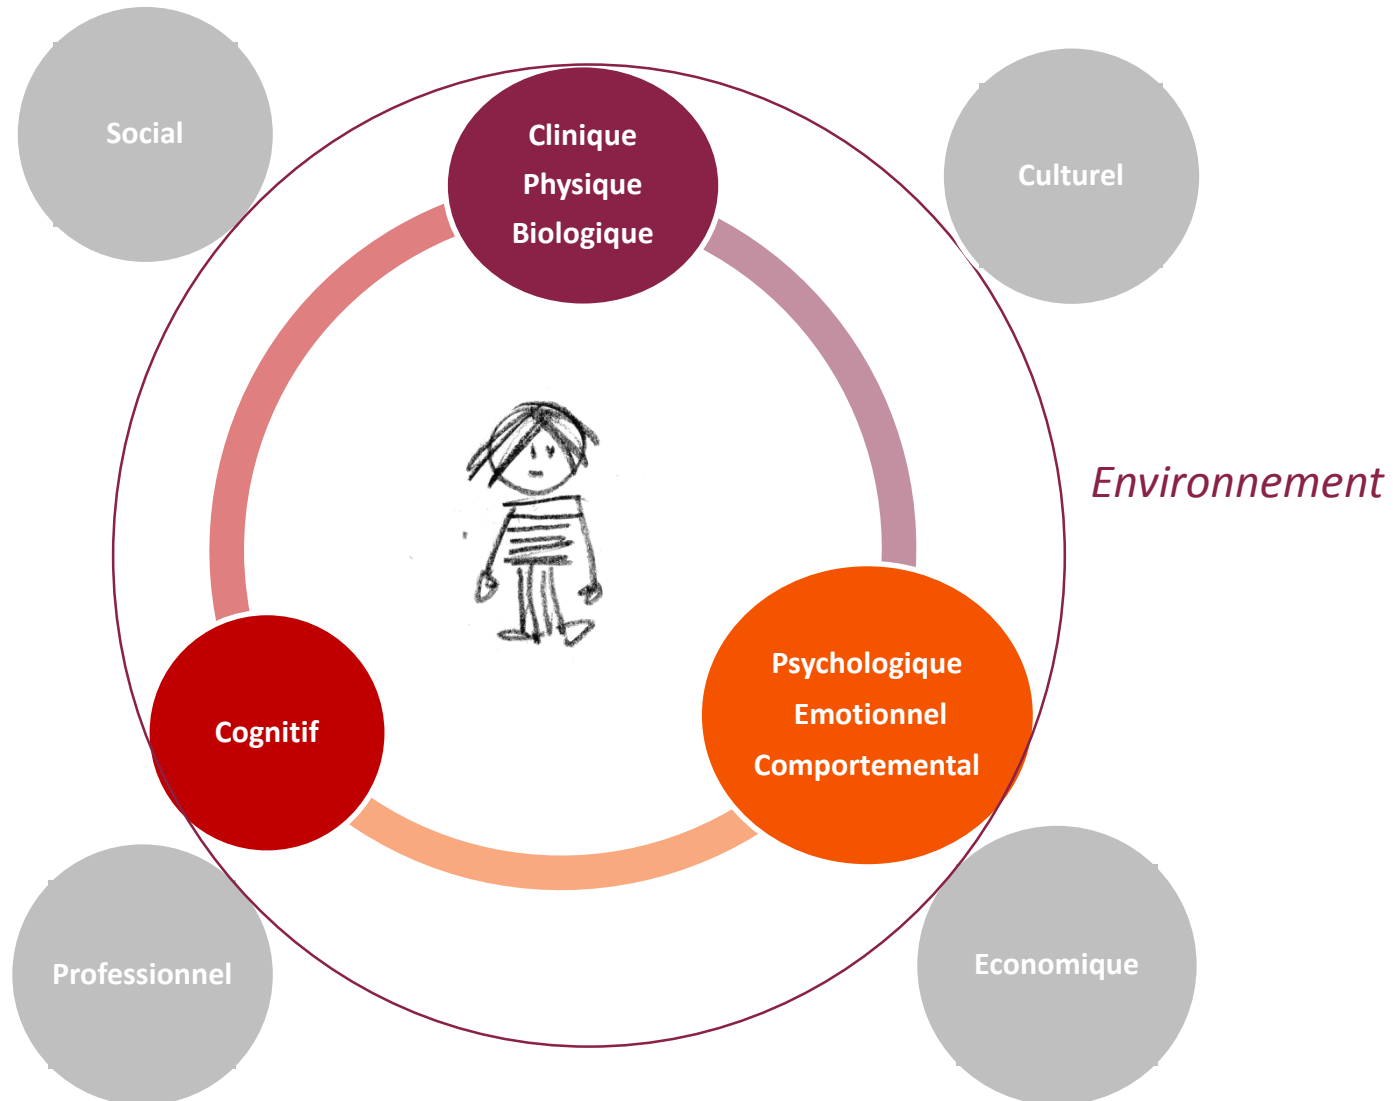 Social
Clinique
Physique
Biologique
Culturel
Environnement
Psychologique
Emotionnel
Comportemental
Cognitif
Professionnel
Economique